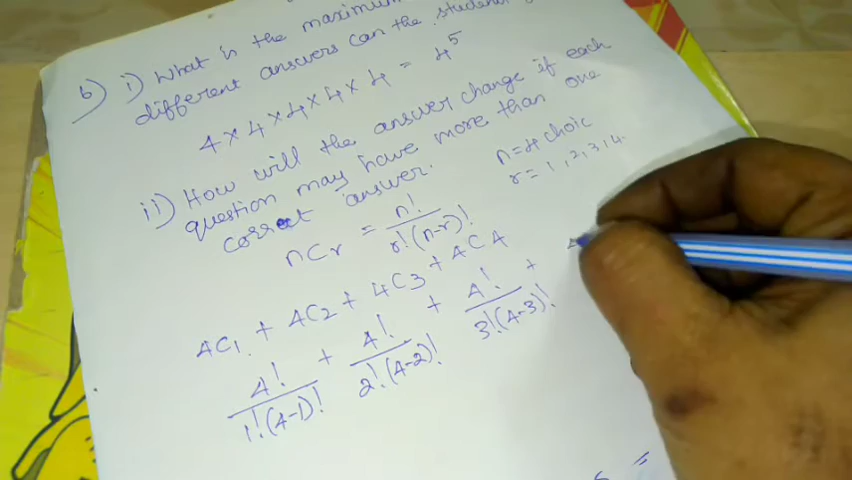 b) i) What is the maximum
different answers can the students
4 × 4 × 4 × 4 × 4 = 4⁵
ii) How will the answer change if each
question may have more than one
correct answer.
n = 4 choic
r = 1, 2, 3, 4.
nCr = n! / r!(n-r)!
4C1 + 4C2 + 4C3 + 4C4
4! / 1!(4-1)! + 4! / 2!(4-2)! + 4! / 3!(4-3)! +